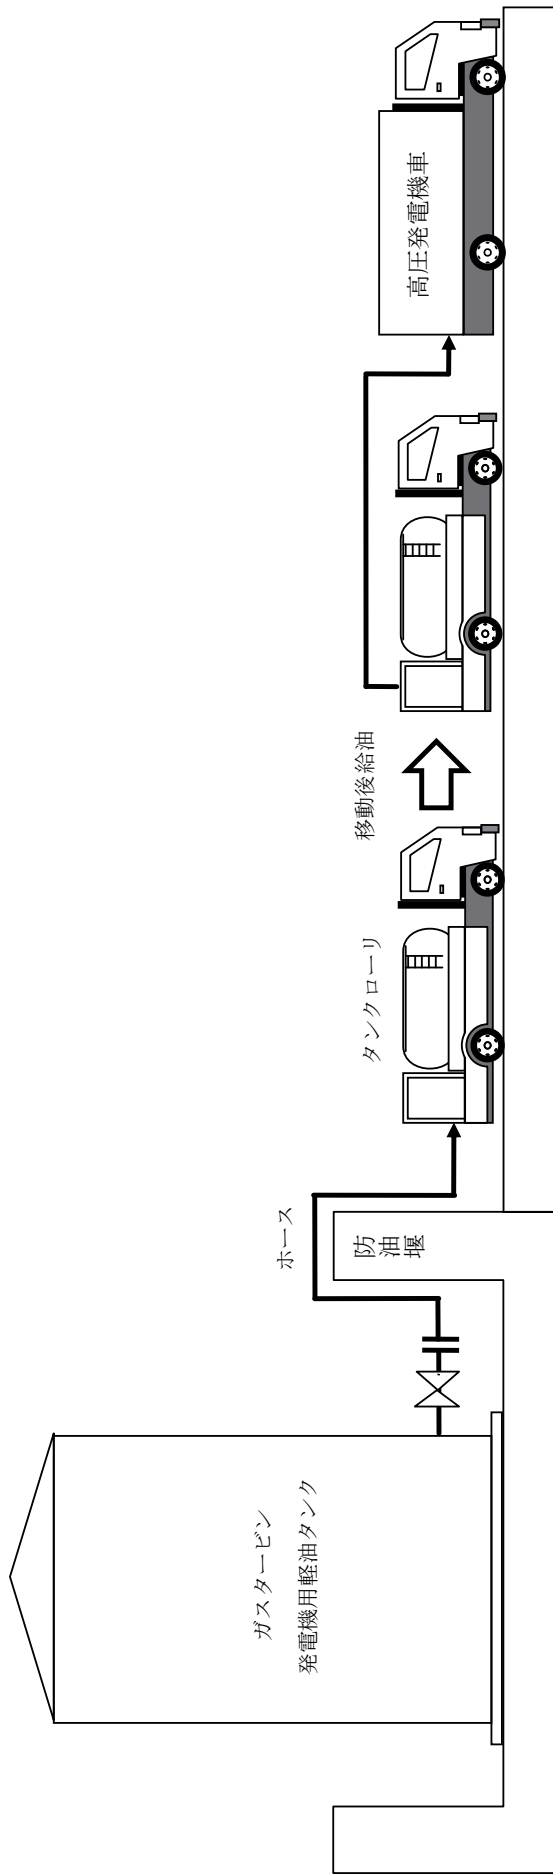 ガスタービン
発電機用軽油タンク
防
油
堰
ホース
タンクローリ
移動後給油
高圧発電機車